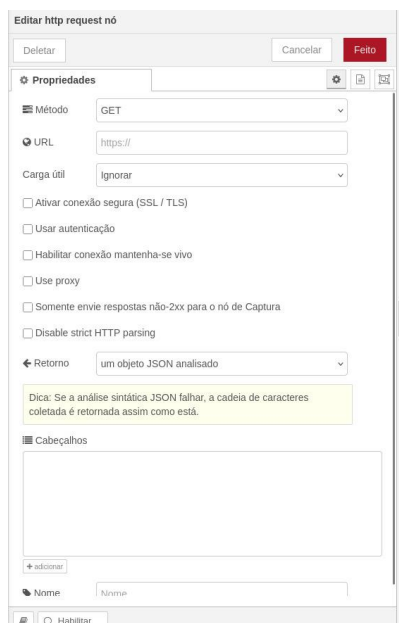 Editar http request nó
Deletar Cancelar Feito
Propriedades
Método GET
URL https://
Carga útil Ignorar
Ativar conexão segura (SSL / TLS)
Usar autenticação
Habilitar conexão mantenha-se vivo
Use proxy
Somente envie respostas não-2xx para o nó de Captura
Disable strict HTTP parsing
Retorno um objeto JSON analisado
Dica: Se a análise sintática JSON falhar, a cadeia de caracteres
coletada é retornada assim como está.
Cabeçalhos
+ adicionar
Nome Nome
Habilitar